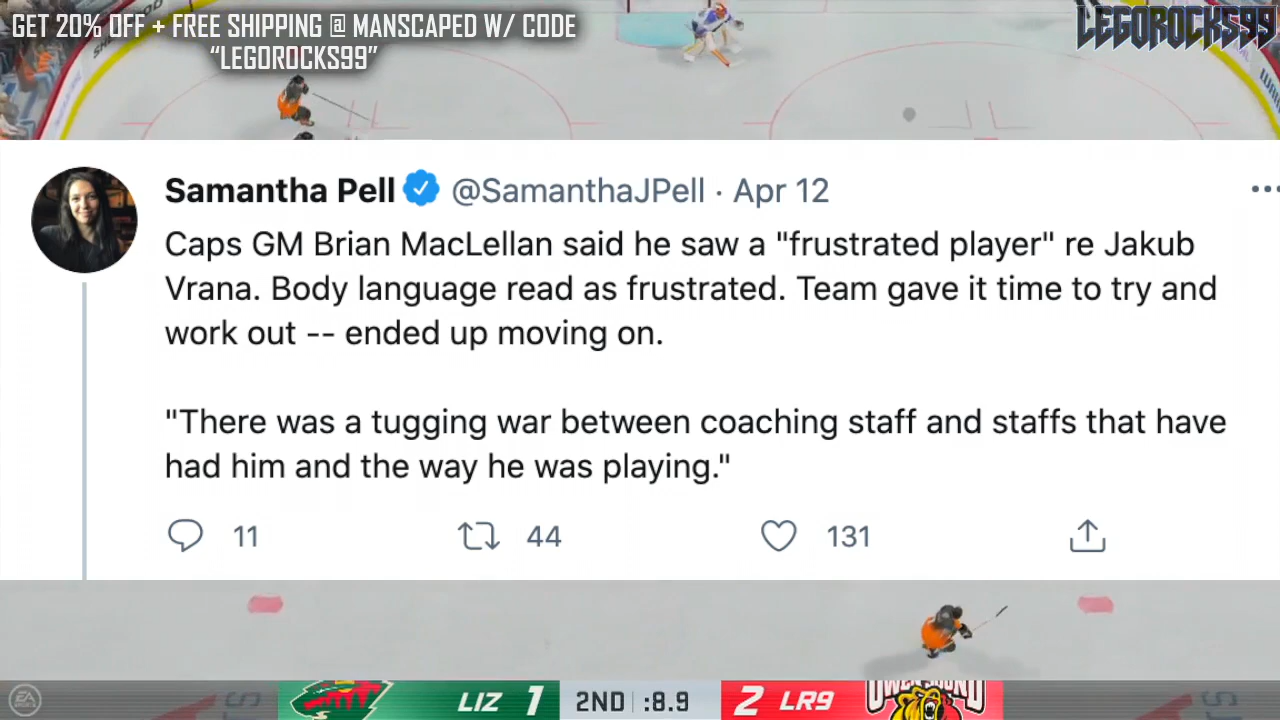 GET 20% OFF + FREE SHIPPING @ MANSCAPED W/ CODE
"LEGOROCKS99"
LEGOROCKS99
Samantha Pell @SamanthaJPell · Apr 12
Caps GM Brian MacLellan said he saw a "frustrated player" re Jakub
Vrana. Body language read as frustrated. Team gave it time to try and
work out -- ended up moving on.
"There was a tugging war between coaching staff and staffs that have
had him and the way he was playing."
11 44 131
EA
LIZ 1 2ND :8.9 2 LR9
OWEN SOUND